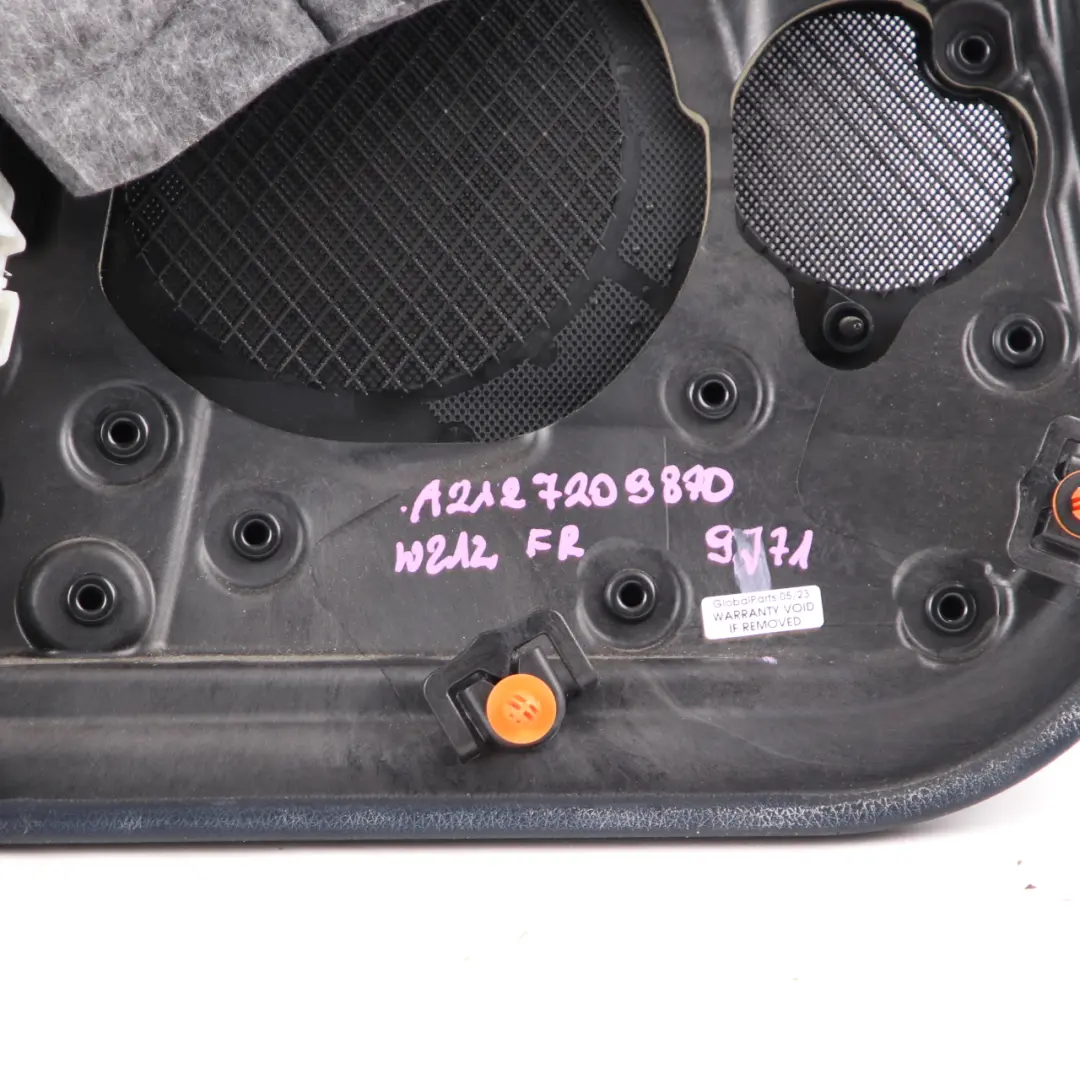 .A2127209870
W212 FR 9J71
GlobalParts 05/23
WARRANTY VOID
IF REMOVED